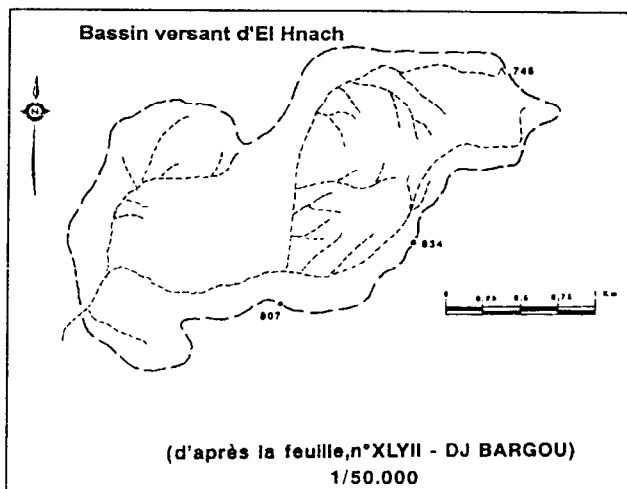 Bassin versant d'El Hnach
746
N
834
0 0,25 0,5 0,75 1 Km
807
(d'après la feuille,n°XLYII - DJ BARGOU)
1/50.000